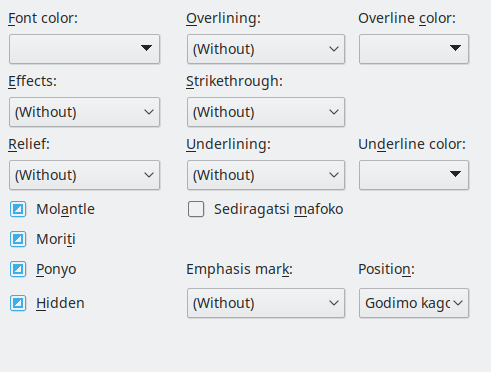 Font color: Overlining: Overline color:
(Without)
Effects: Strikethrough:
(Without) (Without)
Relief: Underlining: Underline color:
(Without) (Without)
Molantle Sediragatsi mafoko
Moriti
Ponyo Emphasis mark: Position:
Hidden (Without) Godimo kago